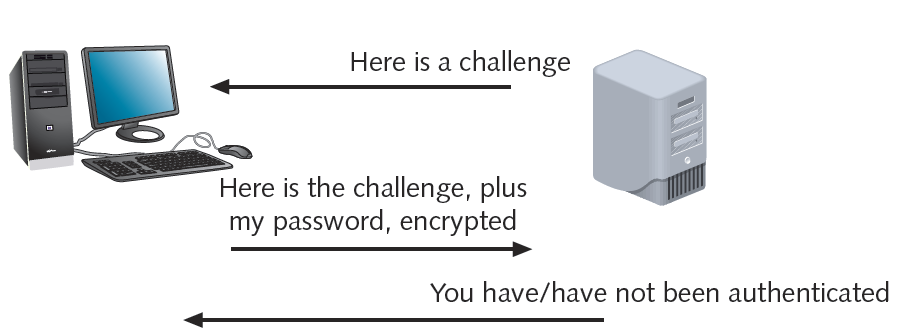 Here is a challenge
Here is the challenge, plus
my password, encrypted
You have/have not been authenticated